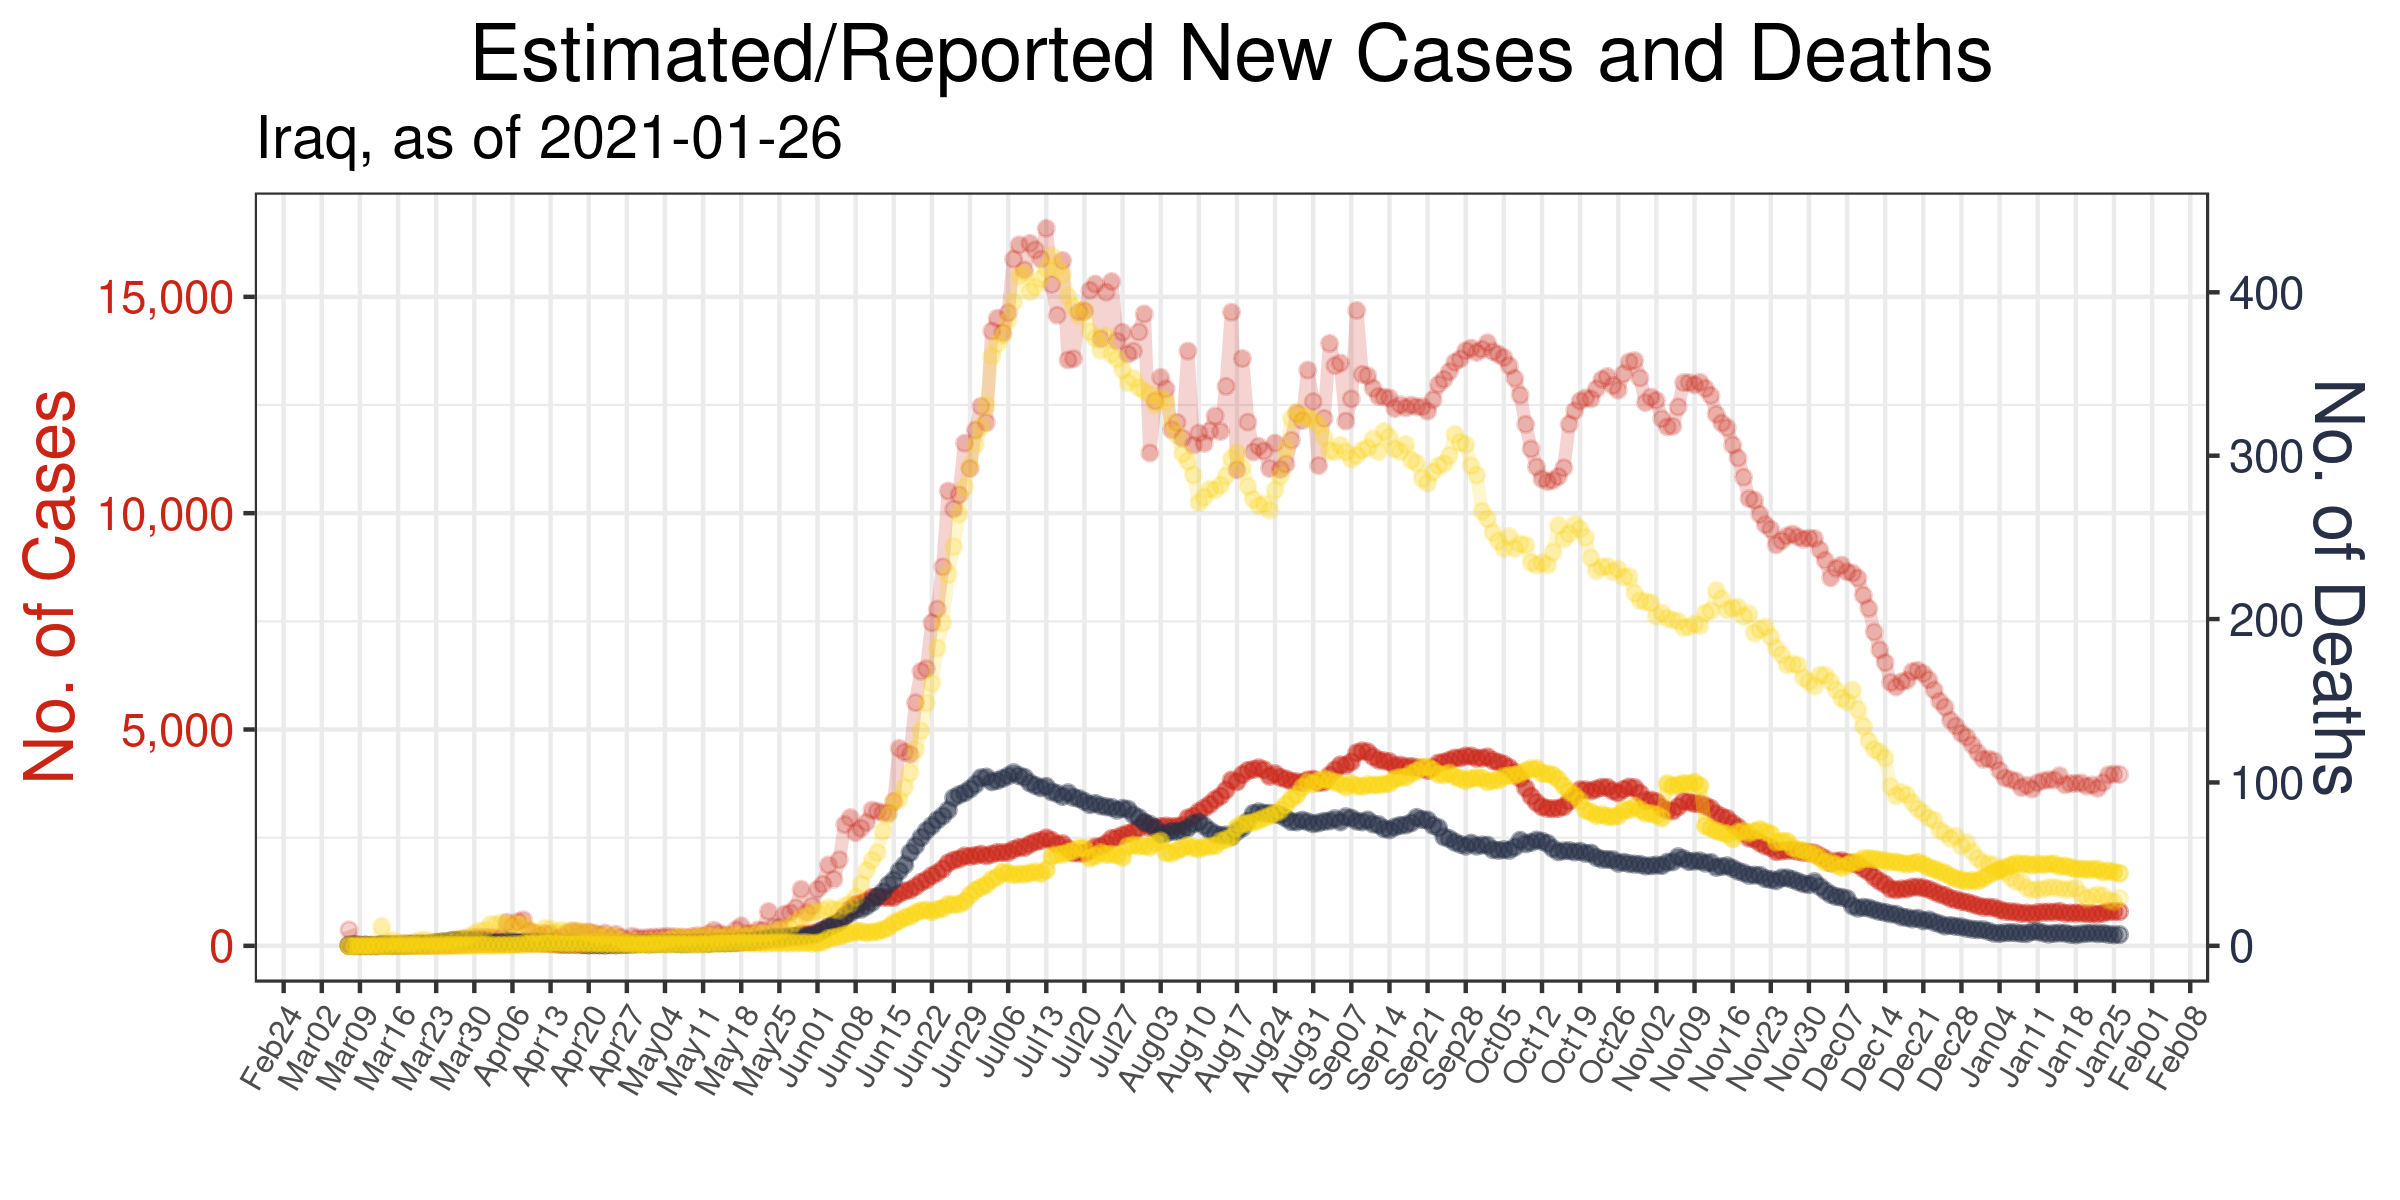 Estimated/Reported New Cases and Deaths
Iraq, as of 2021-01-26
No. of Cases
15,000
10,000
5,000
0
400
300
200
100
0
No. of Deaths
Feb24
Mar02
Mar09
Mar16
Mar23
Mar30
Apr06
Apr13
Apr20
Apr27
May04
May11
May18
May25
Jun01
Jun08
Jun15
Jun22
Jun29
Jul06
Jul13
Jul20
Jul27
Aug03
Aug10
Aug17
Aug24
Aug31
Sep07
Sep14
Sep21
Sep28
Oct05
Oct12
Oct19
Oct26
Nov02
Nov09
Nov16
Nov23
Nov30
Dec07
Dec14
Dec21
Dec28
Jan04
Jan11
Jan18
Jan25
Feb01
Feb08